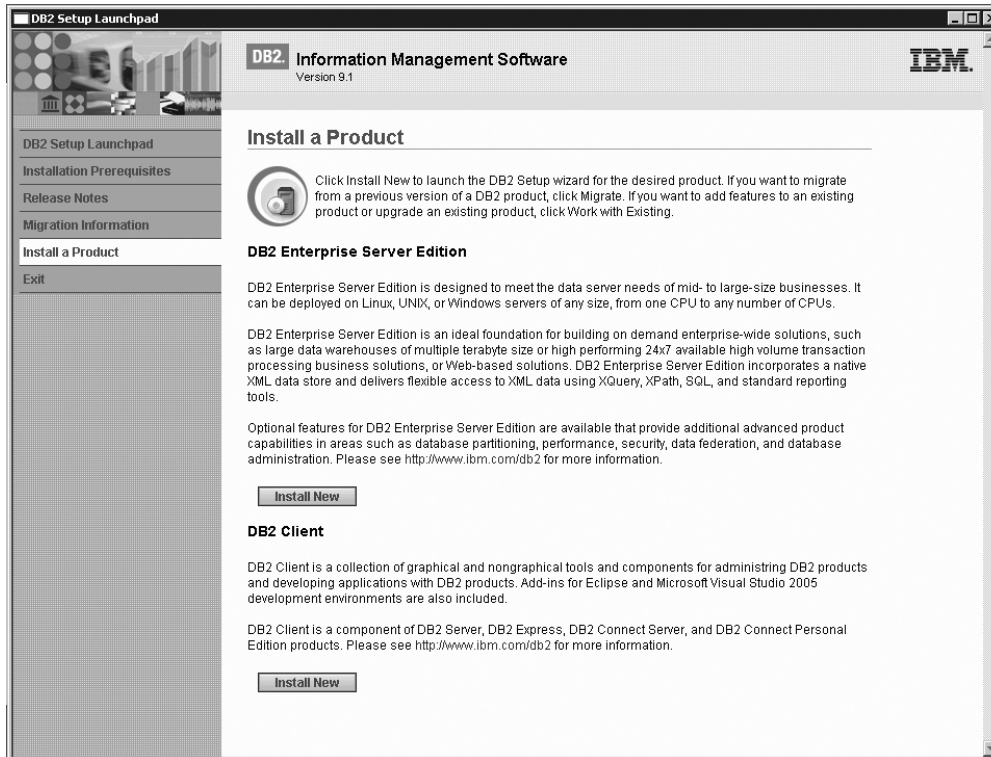 DB2 Setup Launchpad
DB2. Information Management Software
Version 9.1
IBM.
DB2 Setup Launchpad
Installation Prerequisites
Release Notes
Migration Information
Install a Product
Exit
Install a Product
Click Install New to launch the DB2 Setup wizard for the desired product. If you want to migrate
from a previous version of a DB2 product, click Migrate. If you want to add features to an existing
product or upgrade an existing product, click Work with Existing.
DB2 Enterprise Server Edition
DB2 Enterprise Server Edition is designed to meet the data server needs of mid- to large-size businesses. It
can be deployed on Linux, UNIX, or Windows servers of any size, from one CPU to any number of CPUs.
DB2 Enterprise Server Edition is an ideal foundation for building on demand enterprise-wide solutions, such
as large data warehouses of multiple terabyte size or high performing 24x7 available high volume transaction
processing business solutions, or Web-based solutions. DB2 Enterprise Server Edition incorporates a native
XML data store and delivers flexible access to XML data using XQuery, XPath, SQL, and standard reporting
tools.
Optional features for DB2 Enterprise Server Edition are available that provide additional advanced product
capabilities in areas such as database partitioning, performance, security, data federation, and database
administration. Please see http://www.ibm.com/db2 for more information.
Install New
DB2 Client
DB2 Client is a collection of graphical and nongraphical tools and components for administring DB2 products
and developing applications with DB2 products. Add-ins for Eclipse and Microsoft Visual Studio 2005
development environments are also included.
DB2 Client is a component of DB2 Server, DB2 Express, DB2 Connect Server, and DB2 Connect Personal
Edition products. Please see http://www.ibm.com/db2 for more information.
Install New